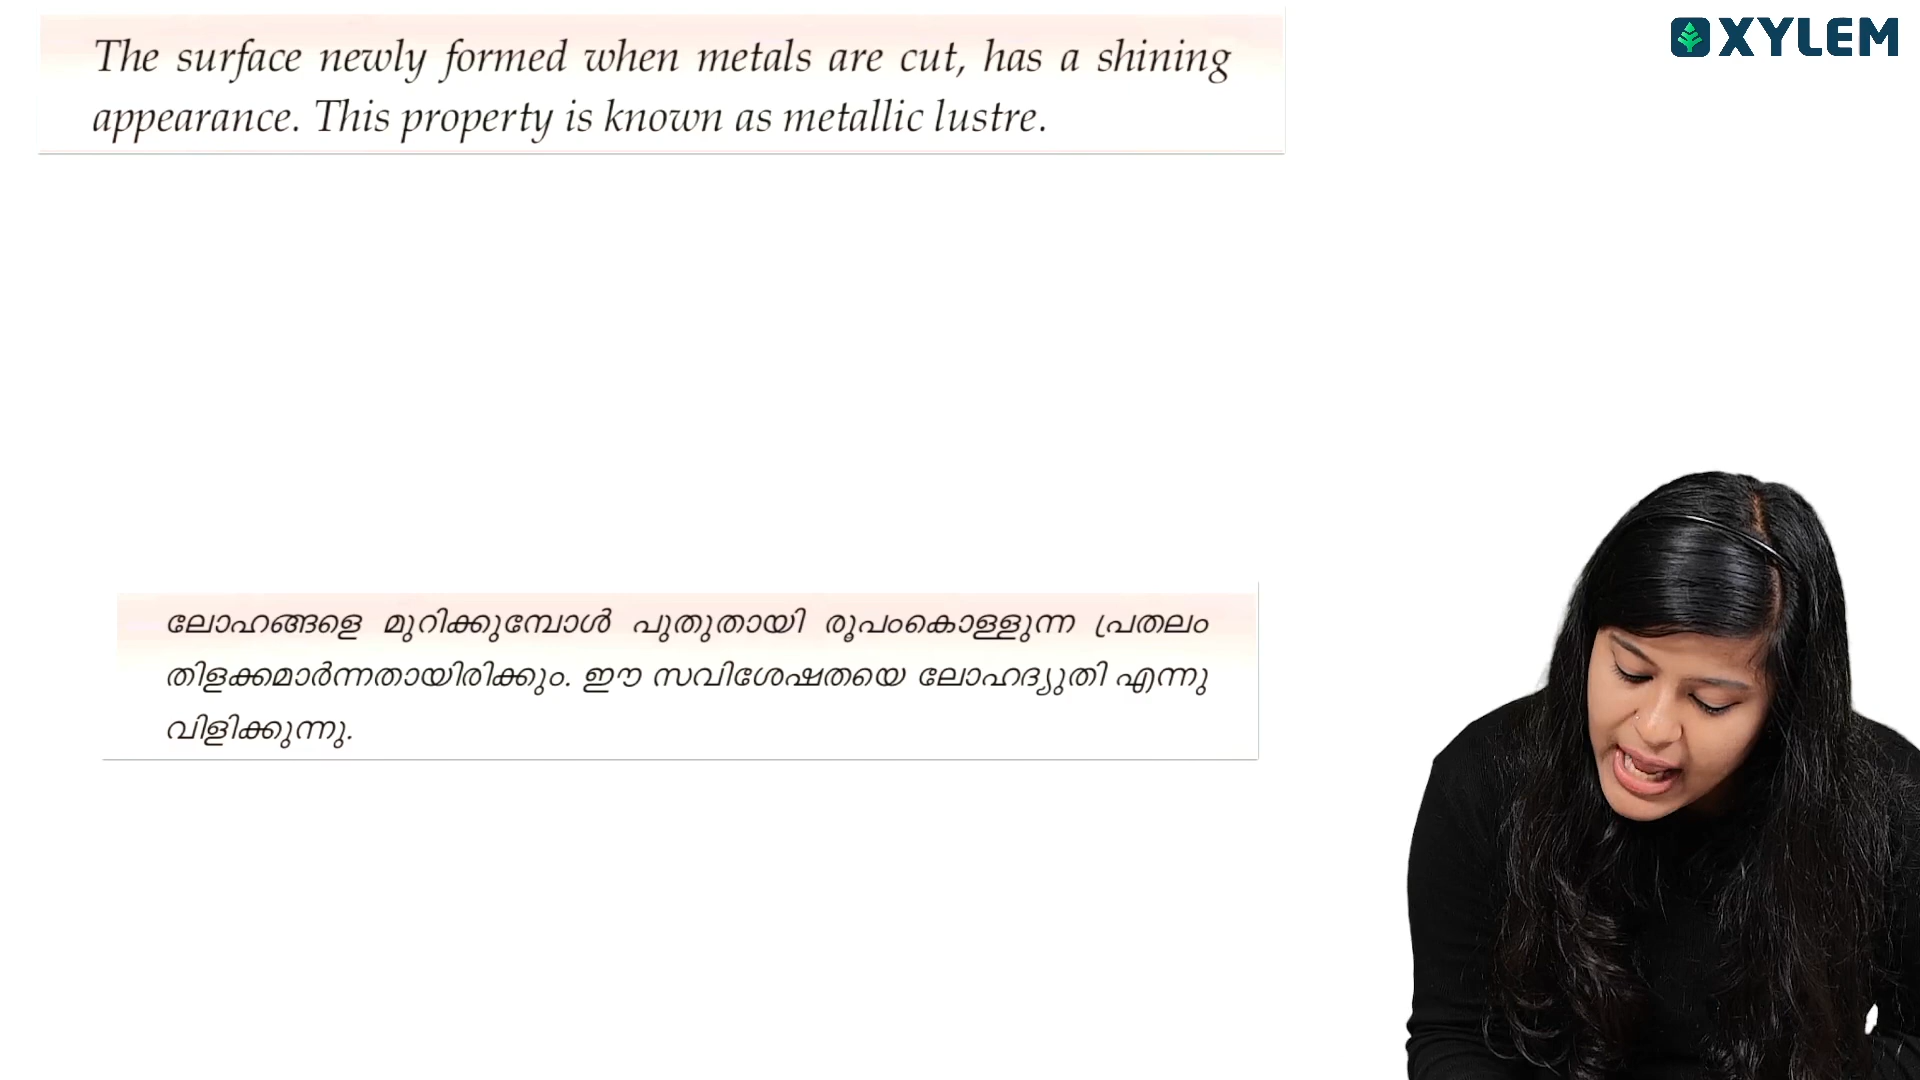 The surface newly formed when metals are cut, has a shining
appearance. This property is known as metallic lustre.
XYLEM
ലോഹങ്ങളെ മുറിക്കുമ്പോൾ പുതുതായി രൂപംകൊള്ളുന്ന പ്രതലം
തിളക്കമാർന്നതായിരിക്കും. ഈ സവിശേഷതയെ ലോഹദ്യുതി എന്നു
വിളിക്കുന്നു.